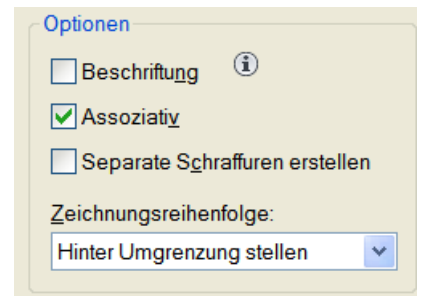 Optionen
Beschriftung
Assoziativ
Separate Schraffuren erstellen
Zeichnungsreihenfolge:
Hinter Umgrenzung stellen